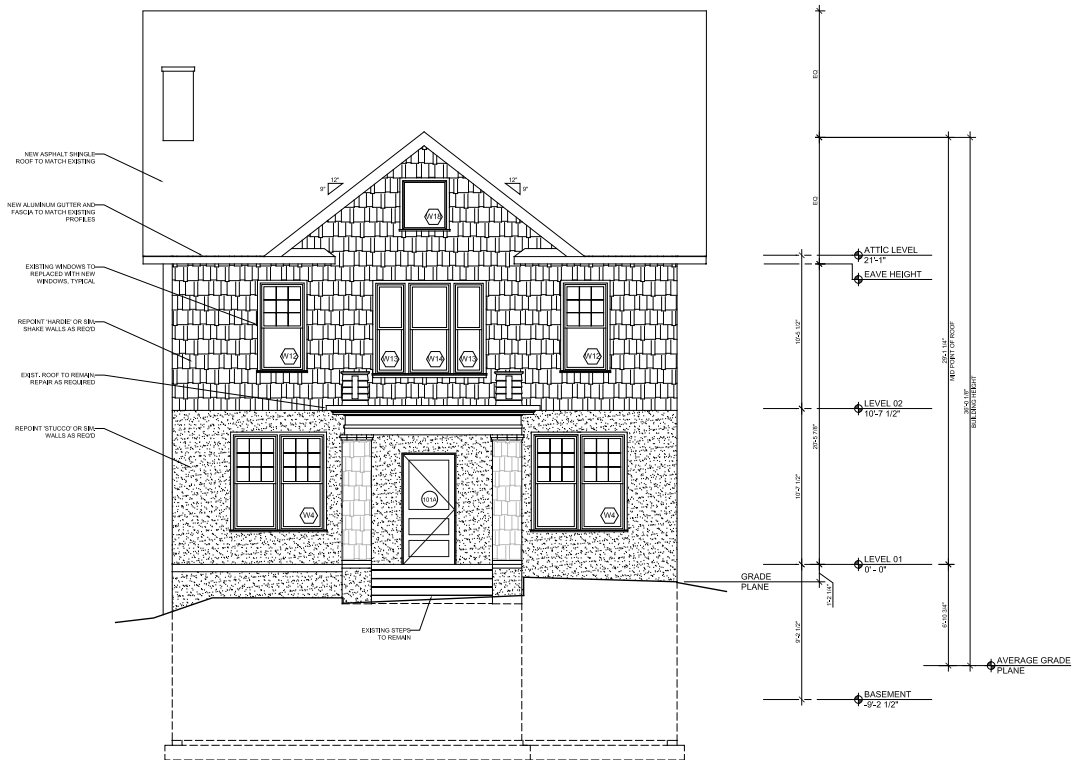 EQ
NEW ASPHALT SHINGLE
ROOF TO MATCH EXISTING
12"
9"
12"
9"
NEW ALUMINUM GUTTER AND
FASCIA TO MATCH EXISTING
PROFILES
W18
EQ
ATTIC LEVEL
21'-1"
EAVE HEIGHT
EXISTING WINDOWS TO
REPLACED WITH NEW
WINDOWS, TYPICAL
REPOINT 'HARDIE' OR SIM.
SHAKE WALLS AS REQ'D
W12
W13
W14
W13
W12
10'-5 1/2"
29'-1 1/4"
MID POINT OF ROOF
EXIST. ROOF TO REMAIN,
REPAIR AS REQUIRED
LEVEL 02
10'-7 1/2"
36'-0 1/8"
BUILDING HEIGHT
REPOINT 'STUCCO' OR SIM.
WALLS AS REQ'D
20'-5 7/8"
10'-7 1/2"
101A
W4
W4
LEVEL 01
0' - 0"
GRADE
PLANE
1'-2 1/4"
6'-10 3/4"
9'-2 1/2"
EXISTING STEPS
TO REMAIN
AVERAGE GRADE
PLANE
BASEMENT
-9'-2 1/2"